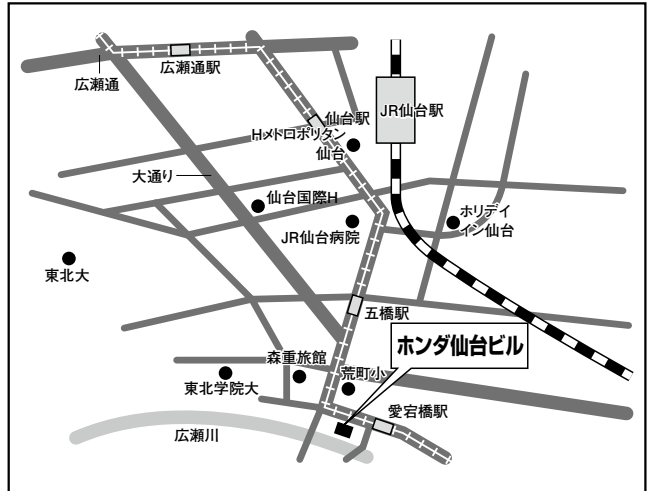 広瀬通駅
広瀬通
仙台駅
Hメトロポリタン
仙台
JR仙台駅
大通り
仙台国際H
JR仙台病院
ホリデイ
イン仙台
東北大
五橋駅
ホンダ仙台ビル
森重旅館
荒町小
東北学院大
愛宕橋駅
広瀬川